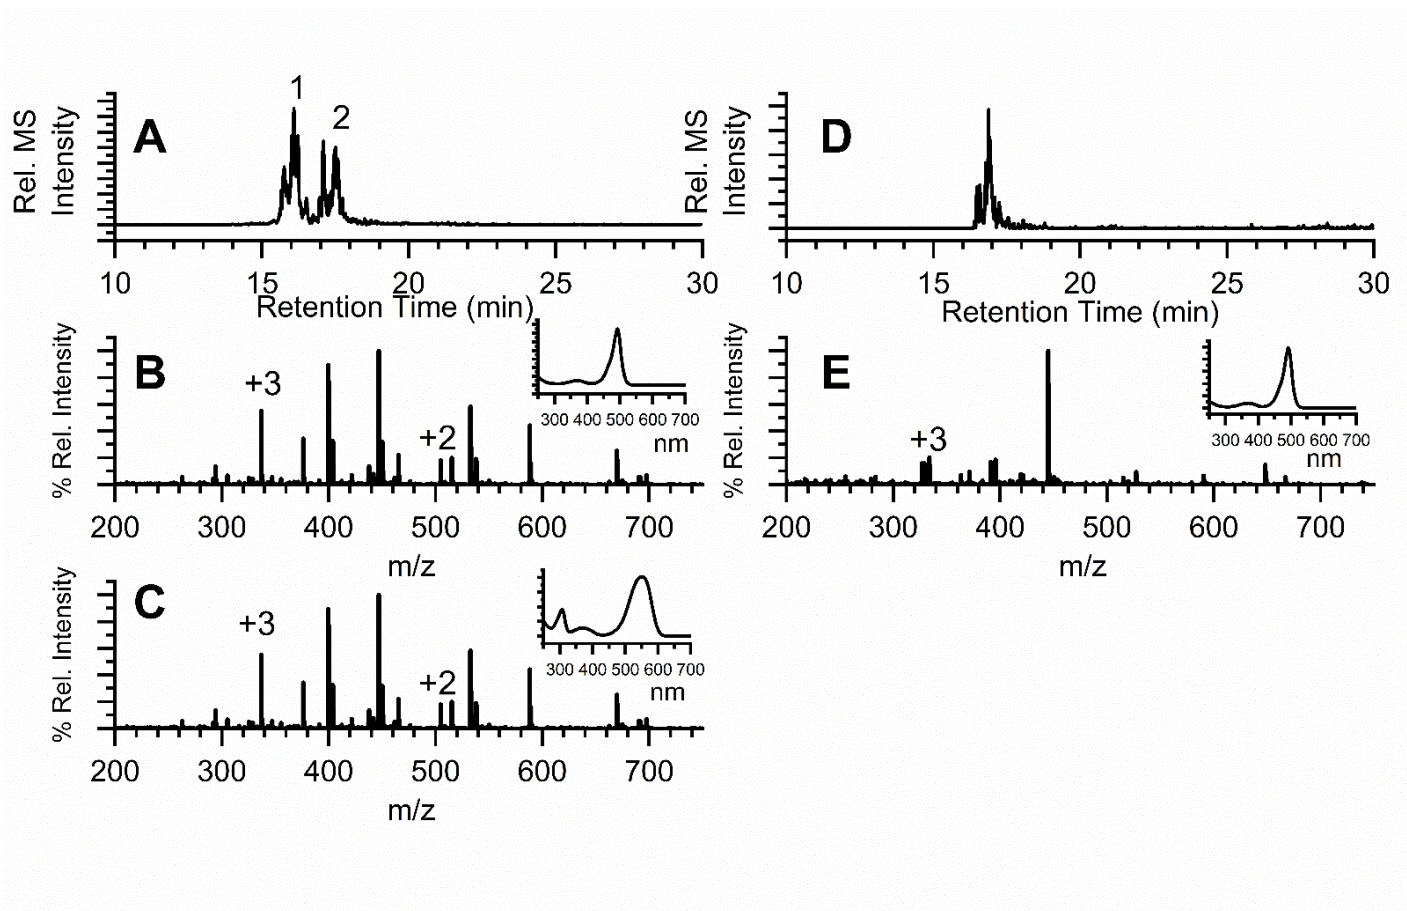 1
2
A
Rel. MS
Intensity
10 15 20 25 30
Retention Time (min)
D
Rel. MS
Intensity
10 15 20 25 30
Retention Time (min)
B
% Rel. Intensity
+3
+2
300 400 500 600 700
nm
200 300 400 500 600 700
m/z
E
% Rel. Intensity
+3
300 400 500 600 700
nm
200 300 400 500 600 700
m/z
C
% Rel. Intensity
+3
+2
300 400 500 600 700
nm
200 300 400 500 600 700
m/z